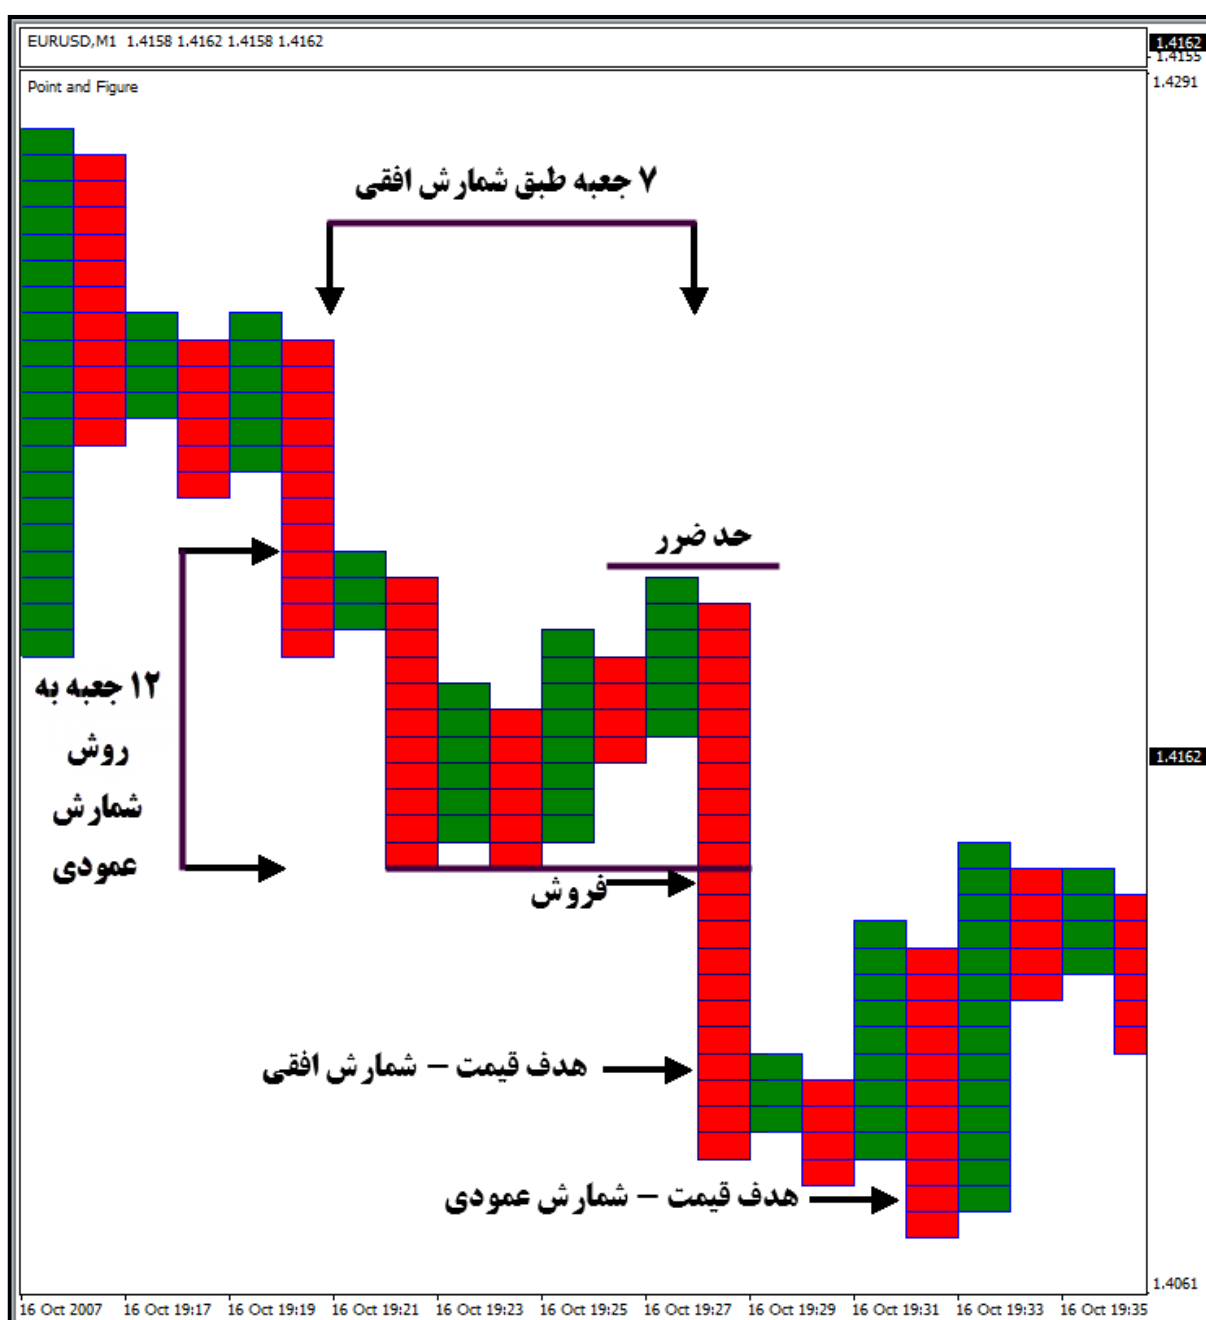 EURUSD,M1 1.4158 1.4162 1.4158 1.4162
1.4162
1.4155
Point and Figure
1.4291
۷ جعبه طبق شمارش افقی
حد ضرر
۱۲ جعبه به
روش
شمارش
عمودی
1.4162
فروش
هدف قیمت – شمارش افقی
هدف قیمت – شمارش عمودی
1.4061
16 Oct 2007 16 Oct 19:17 16 Oct 19:19 16 Oct 19:21 16 Oct 19:23 16 Oct 19:25 16 Oct 19:27 16 Oct 19:29 16 Oct 19:31 16 Oct 19:33 16 Oct 19:35